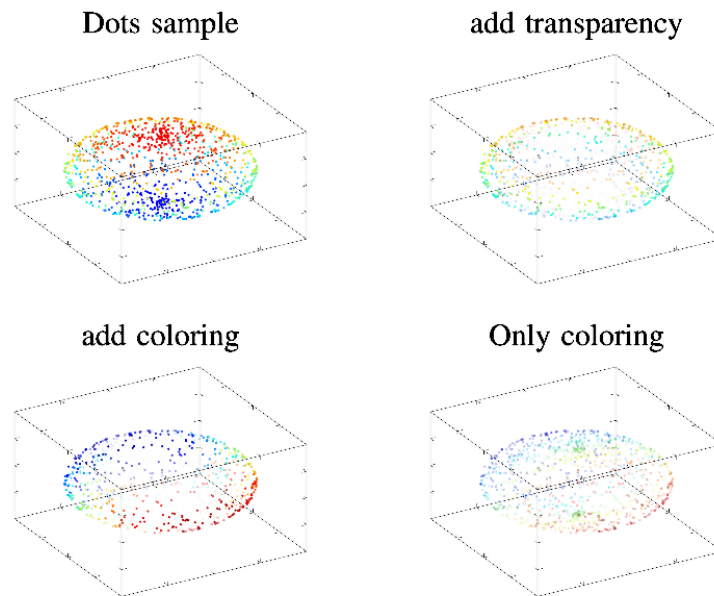 Dots sample
add transparency
add coloring
Only coloring